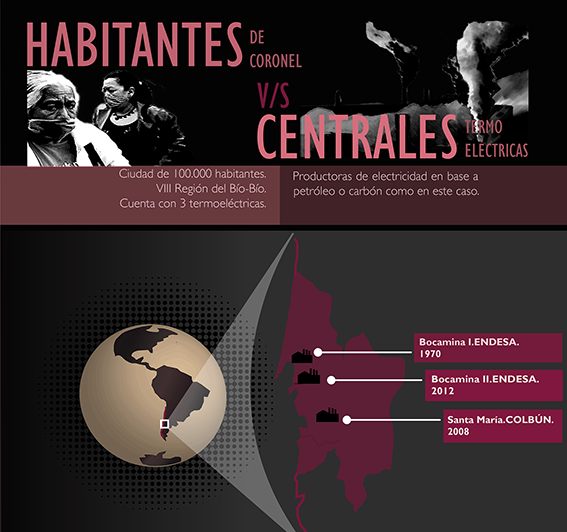 HABITANTES
DE
CORONEL
V/S
CENTRALES
TERMO
ELECTRICAS
Ciudad de 100.000 habitantes.
VIII Región del Bío-Bío.
Cuenta con 3 termoeléctricas.
Productoras de electricidad en base a
petróleo o carbón como en este caso.
Bocamina I.ENDESA.
1970
Bocamina II.ENDESA.
2012
Santa María.COLBÚN.
2008